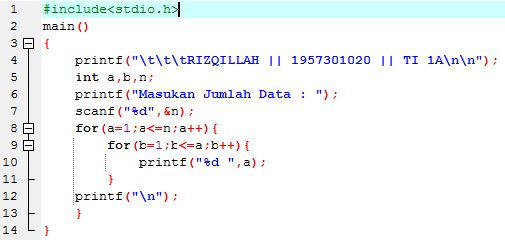 1 #include<stdio.h>
2 main()
3 {
4 printf("\t\t\tRIZQILLAH || 1957301020 || TI 1A\n\n");
5 int a,b,n;
6 printf("Masukan Jumlah Data : ");
7 scanf("%d",&n);
8 for(a=1;a<=n;a++){
9 for(b=1;b<=a;b++){
10 printf("%d ",a);
11 }
12 printf("\n");
13 }
14 }